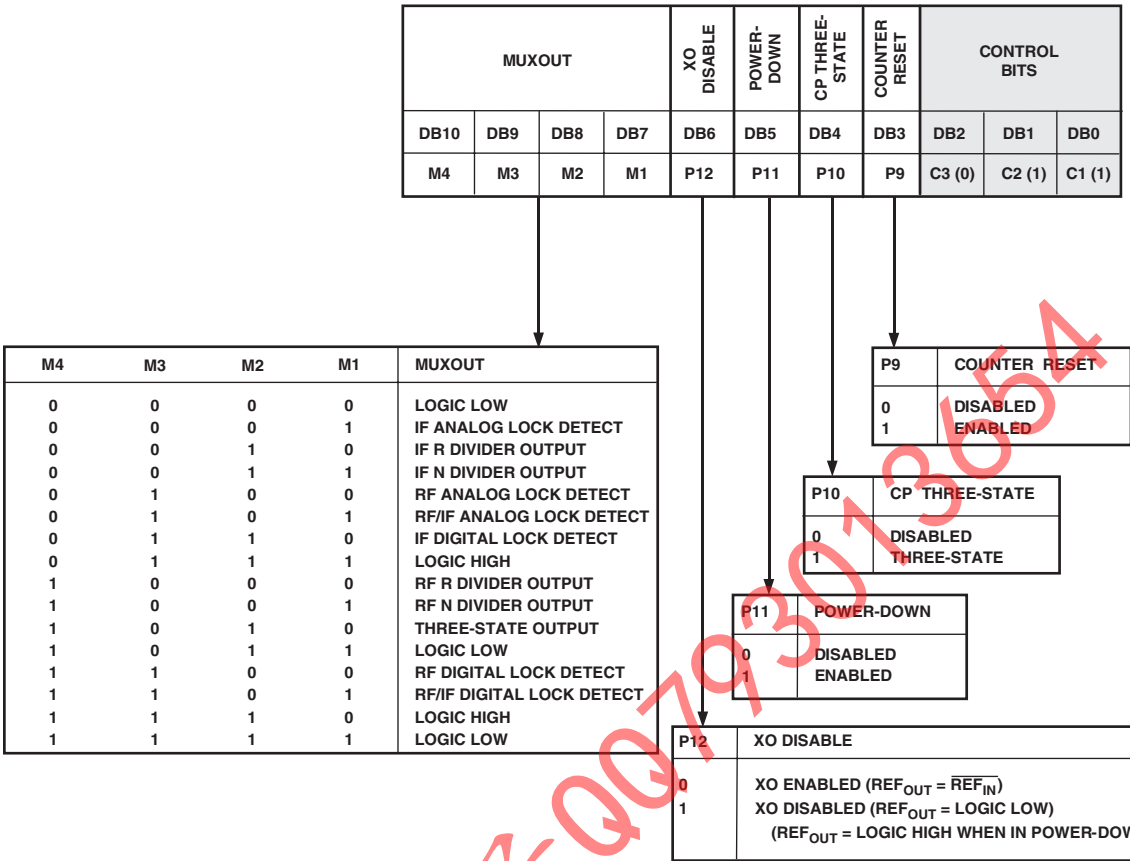 MUXOUT XO DISABLE POWER-DOWN CP THREE-STATE COUNTER RESET CONTROL BITS
DB10 DB9 DB8 DB7 DB6 DB5 DB4 DB3 DB2 DB1 DB0
M4 M3 M2 M1 P12 P11 P10 P9 C3 (0) C2 (1) C1 (1)
M4 M3 M2 M1 MUXOUT
0 0 0 0 LOGIC LOW
0 0 0 1 IF ANALOG LOCK DETECT
0 0 1 0 IF R DIVIDER OUTPUT
0 0 1 1 IF N DIVIDER OUTPUT
0 1 0 0 RF ANALOG LOCK DETECT
0 1 0 1 RF/IF ANALOG LOCK DETECT
0 1 1 0 IF DIGITAL LOCK DETECT
0 1 1 1 LOGIC HIGH
1 0 0 0 RF R DIVIDER OUTPUT
1 0 0 1 RF N DIVIDER OUTPUT
1 0 1 0 THREE-STATE OUTPUT
1 0 1 1 LOGIC LOW
1 1 0 0 RF DIGITAL LOCK DETECT
1 1 0 1 RF/IF DIGITAL LOCK DETECT
1 1 1 0 LOGIC HIGH
1 1 1 1 LOGIC LOW
P9 COUNTER RESET
0 DISABLED
1 ENABLED
P10 CP THREE-STATE
0 DISABLED
1 THREE-STATE
P11 POWER-DOWN
0 DISABLED
1 ENABLED
P12 XO DISABLE
0 XO ENABLED (REFOUT = REFIN)
1 XO DISABLED (REFOUT = LOGIC LOW)
(REFOUT = LOGIC HIGH WHEN IN POWER-DOW
QQ793013654